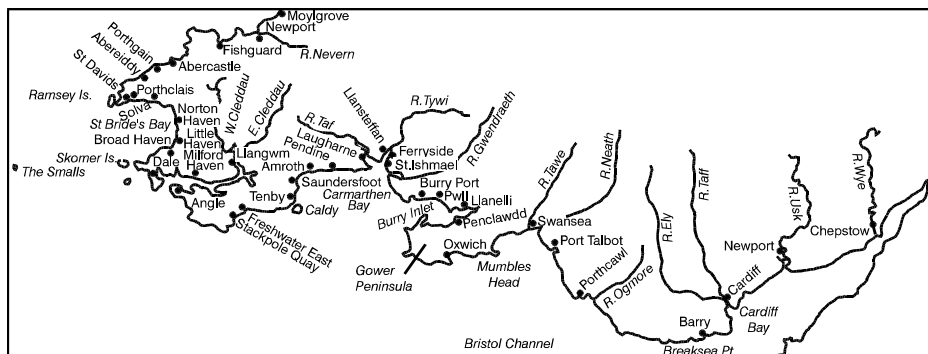 Moylgrove
Newport
Fishguard
R.Nevern
Porthgain
Abereiddy
Abercastle
St Davids
Porthclais
Ramsey Is.
Solva
St Bride's Bay
Norton
Haven
Broad Haven
Little
Haven
W.Cleddau
E.Cleddau
Skomer Is.
The Smalls
Dale
Milford
Haven
Llangwm
Angle
Amroth
Saundersfoot
Tenby
Caldy
Freshwater East
Stackpole Quay
R.Taf
Laugharne
Pendine
Carmarthen
Bay
Llansteffan
R.Tywi
Ferryside
St.Ishmael
R.Gwendraeth
Burry Port
Pwll
Llanelli
Burry Inlet
Penclawdd
Gower
Peninsula
Oxwich
Mumbles
Head
R.Tawe
R.Neath
Swansea
Port Talbot
Porthcawl
R.Ogmore
R.Ely
R.Taff
Cardiff
Cardiff
Bay
Barry
Breaksea Pt.
Bristol Channel
Newport
R.Usk
Chepstow
R.Wye